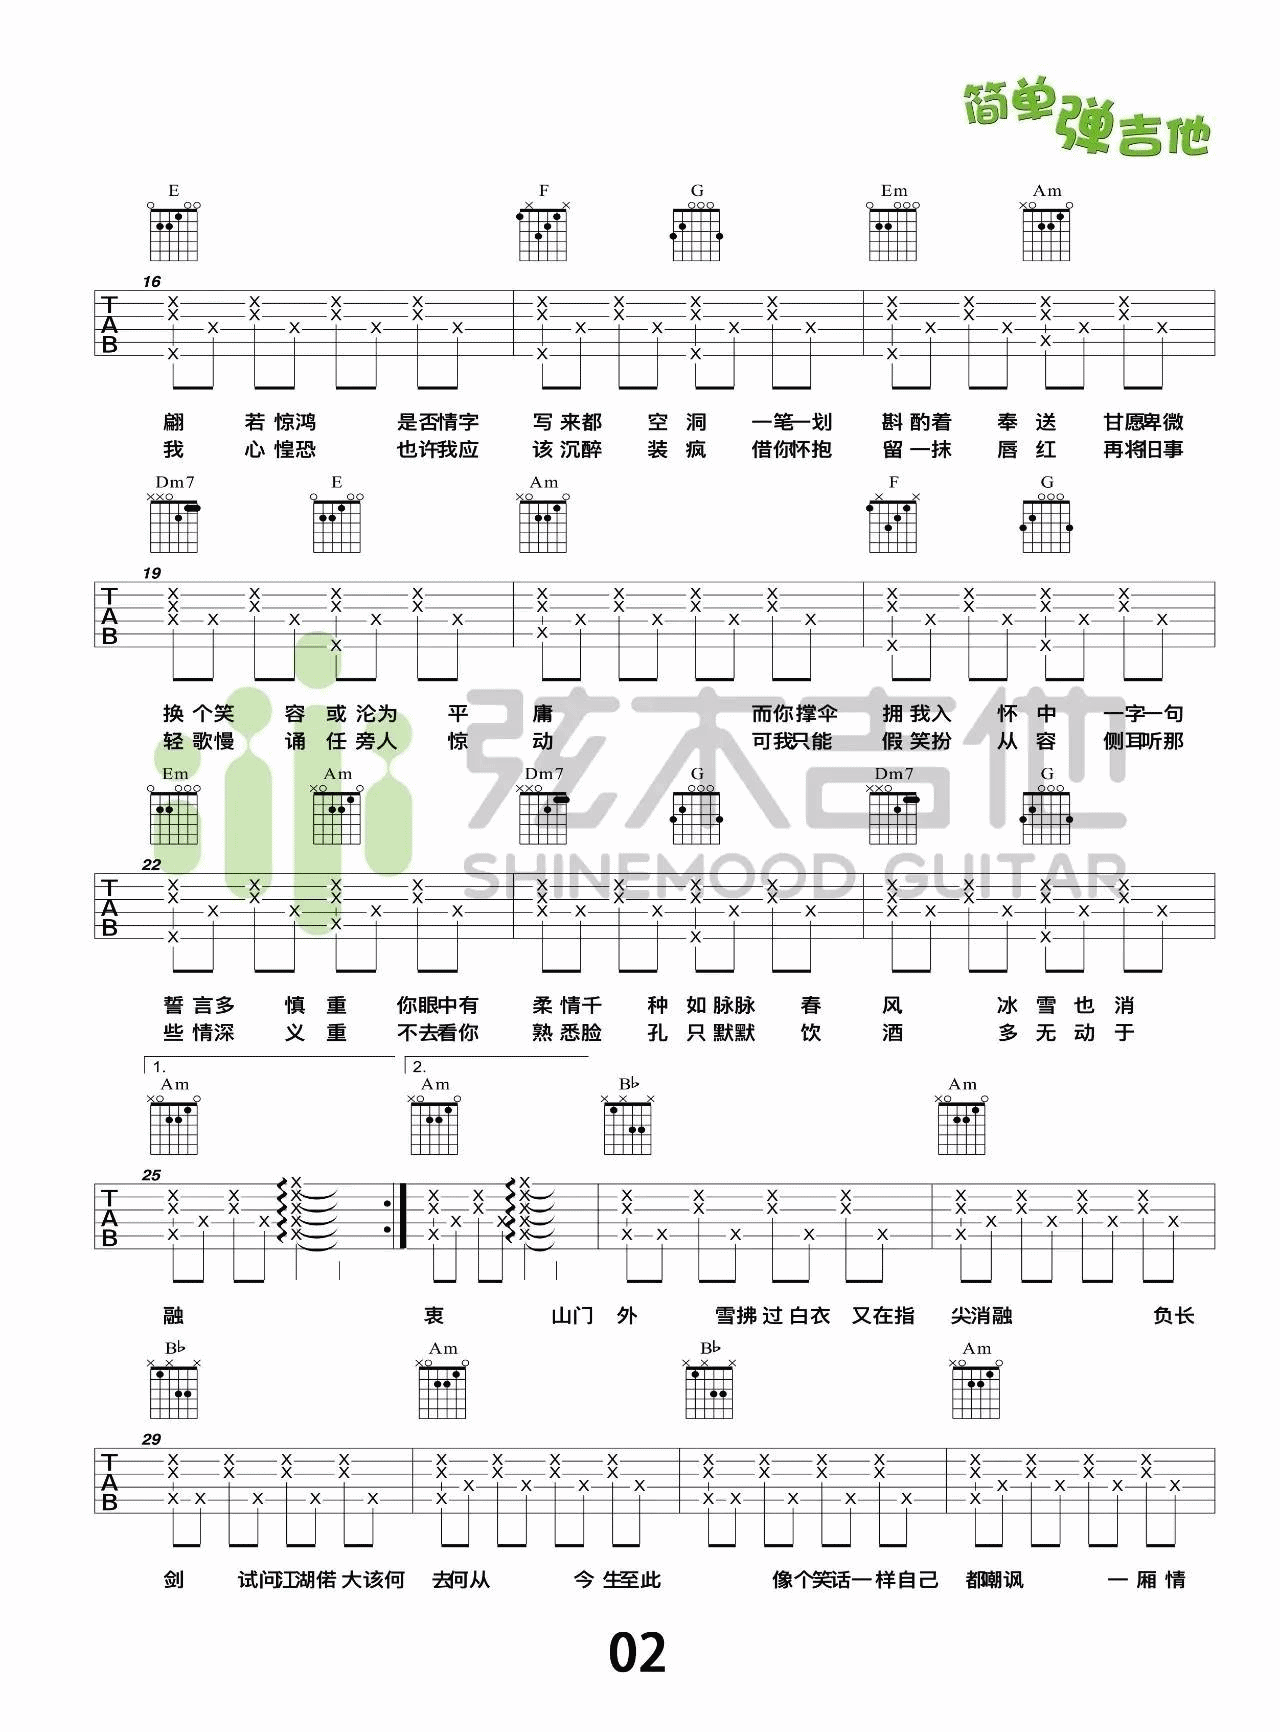 简单弹吉他
E F G Em Am
16
T
A
B
翩 若 惊鸿 是否情字 写 来都 空 洞 一笔一划 斟 酌着 奉 送 甘愿卑微
我 心 惶恐 也许我应 该 沉醉 装 疯 借你怀抱 留 一抹 唇 红 再将旧事
Dm7 E Am F G
19
T
A
B
换 个笑 容 或 沦为 平 庸 而你撑伞 拥 我入 怀 中 一字一句
轻 歌慢 诵 任 旁人 惊 动 可我只能 假 笑扮 从 容 侧耳听那
弦木吉他
SHINEMOOD GUITAR
Em Am Dm7 G Dm7 G
22
T
A
B
誓 言多 慎 重 你眼中有 柔 情千 种 如 脉脉 春 风 冰 雪 也 消
些 情深 义 重 不去看你 熟 悉脸 孔 只 默默 饮 酒 多 无 动 于
1. 2.
Am Am B♭ Am
25
T
A
B
融 衷 山门 外 雪拂 过 白衣 又在指 尖消融 负长
B♭ Am B♭ Am
29
T
A
B
剑 试问江湖偌 大该何 去何从 今 生至此 像个笑话一样自己 都嘲讽 一 厢 情
02